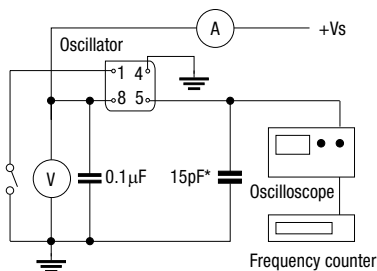 A +Vs
Oscillator
1 4
8 5
V 0.1µF 15pF*
Oscilloscope
Frequency counter